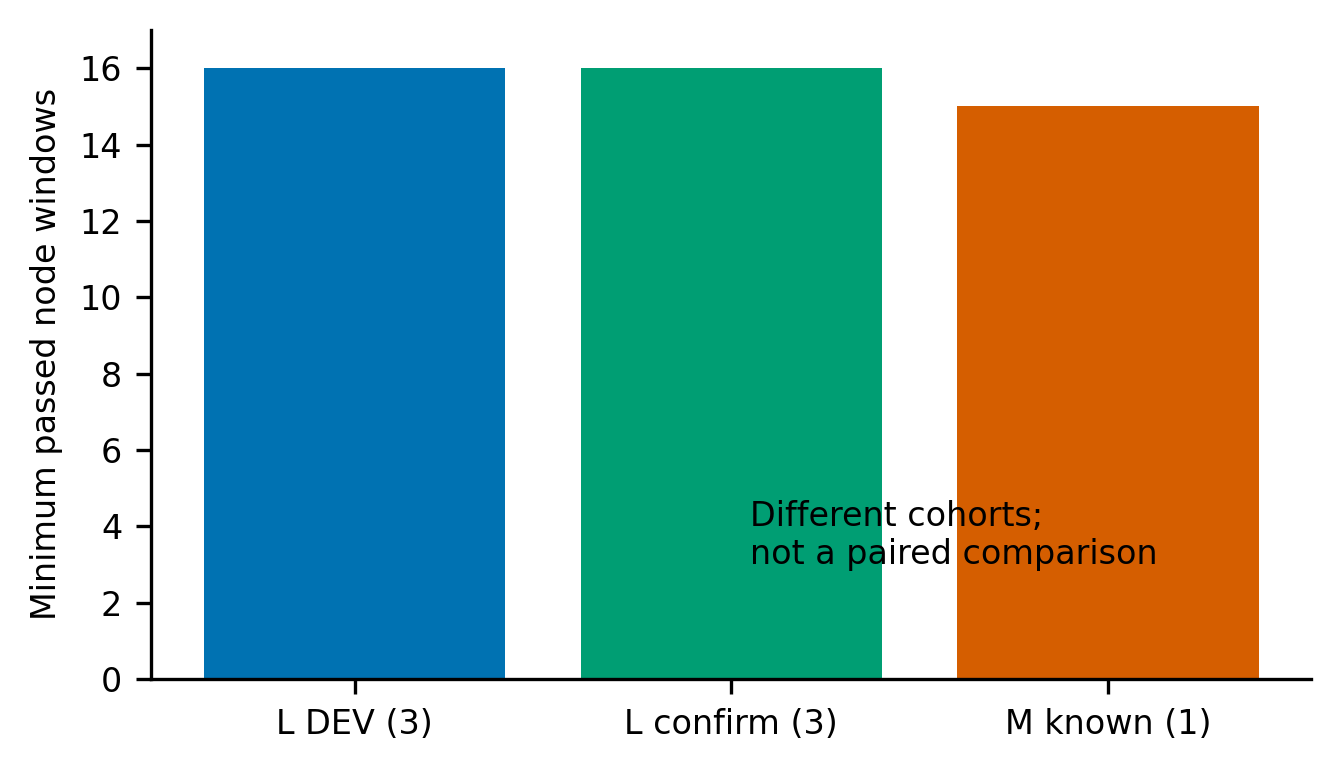 Minimum passed node windows
16
14
12
10
8
6
4
2
0
Different cohorts;
not a paired comparison
L DEV (3)
L confirm (3)
M known (1)